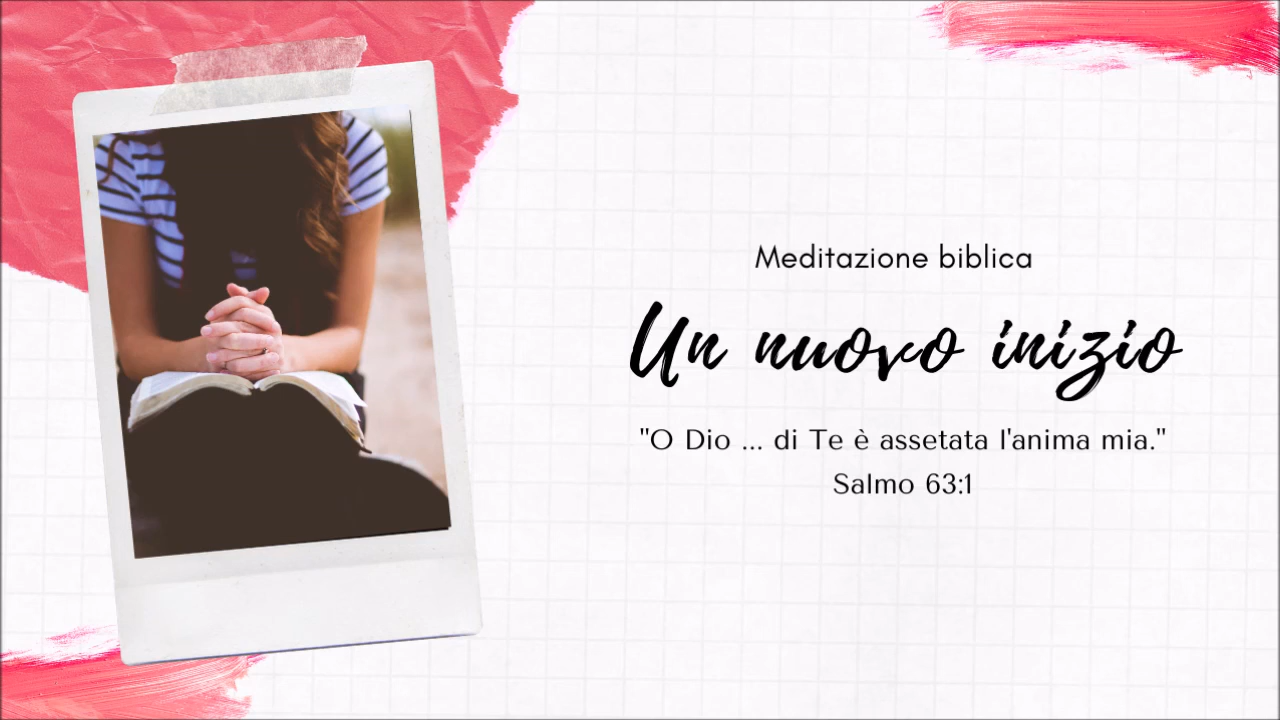 Meditazione biblica
Un nuovo inizio
"O Dio ... di Te è assetata l'anima mia."
Salmo 63:1